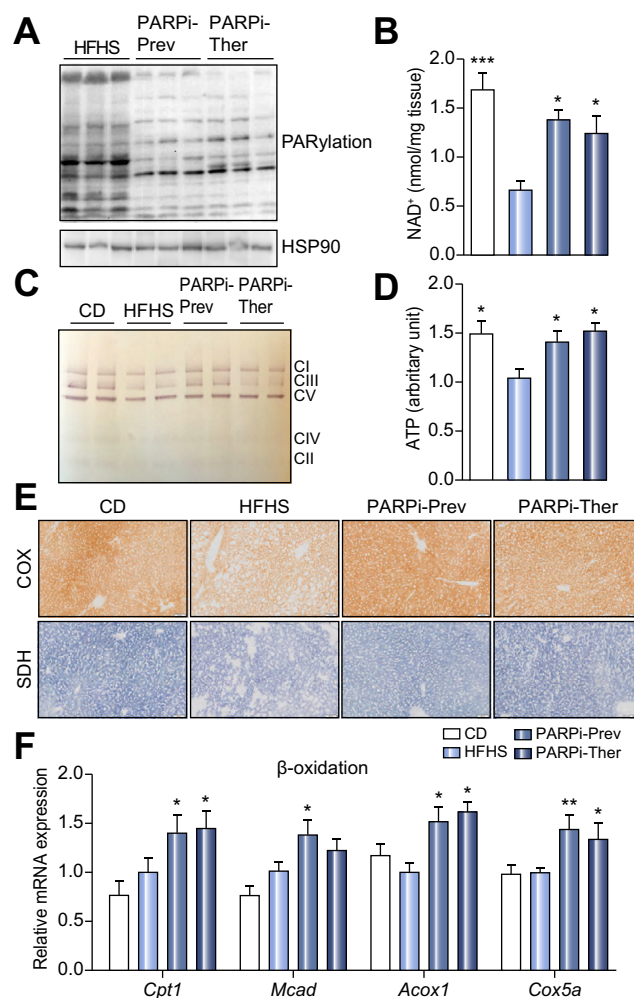 A
HFHS
PARPi-
Prev
PARPi-
Ther
PARylation
HSP90
B
NAD⁺ (nmol/mg tissue)
2.0
1.5
1.0
0.5
0.0
***
*
*
C
CD
HFHS
PARPi-
Prev
PARPi-
Ther
CI
CIII
CV
CIV
CII
D
ATP (arbritary unit)
2.0
1.5
1.0
0.5
0.0
*
*
*
E
CD
HFHS
PARPi-Prev
PARPi-Ther
COX
SDH
F
CD
PARPi-Prev
HFHS
PARPi-Ther
β-oxidation
Relative mRNA expression
2.0
1.5
1.0
0.5
0.0
*
*
*
*
*
**
*
Cpt1
Mcad
Acox1
Cox5a